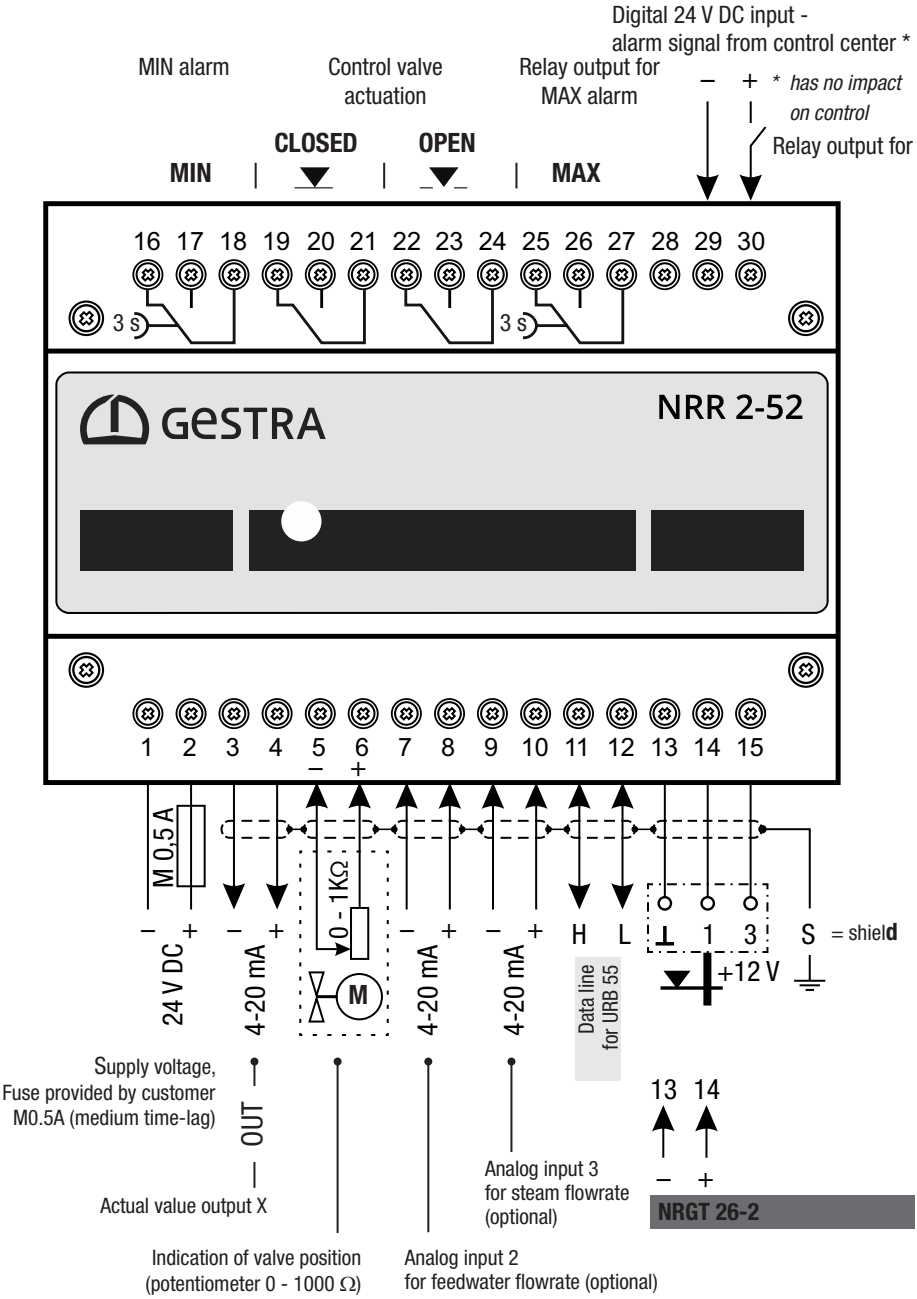 Digital 24 V DC input -
alarm signal from control center *
MIN alarm
Control valve
actuation
Relay output for
MAX alarm
− + * has no impact
on control
Relay output for
CLOSED OPEN
MIN | | | MAX
16 17 18 19 20 21 22 23 24 25 26 27 28 29 30
3 s 3 s
GESTRA
NRR 2-52
1 2 3 4 5 6 7 8 9 10 11 12 13 14 15
− +
M 0,5 A
0 - 1KΩ
− + − + − + − + H L ⊥ 1 3 S = shield
24 V DC
4-20 mA
M
4-20 mA
4-20 mA
Data line
for URB 55
+12 V
Supply voltage,
Fuse provided by customer
M0.5A (medium time-lag)
OUT
Actual value output X
13 14
− +
NRGT 26-2
Analog input 3
for steam flowrate
(optional)
Indication of valve position
(potentiometer 0 - 1000 Ω)
Analog input 2
for feedwater flowrate (optional)